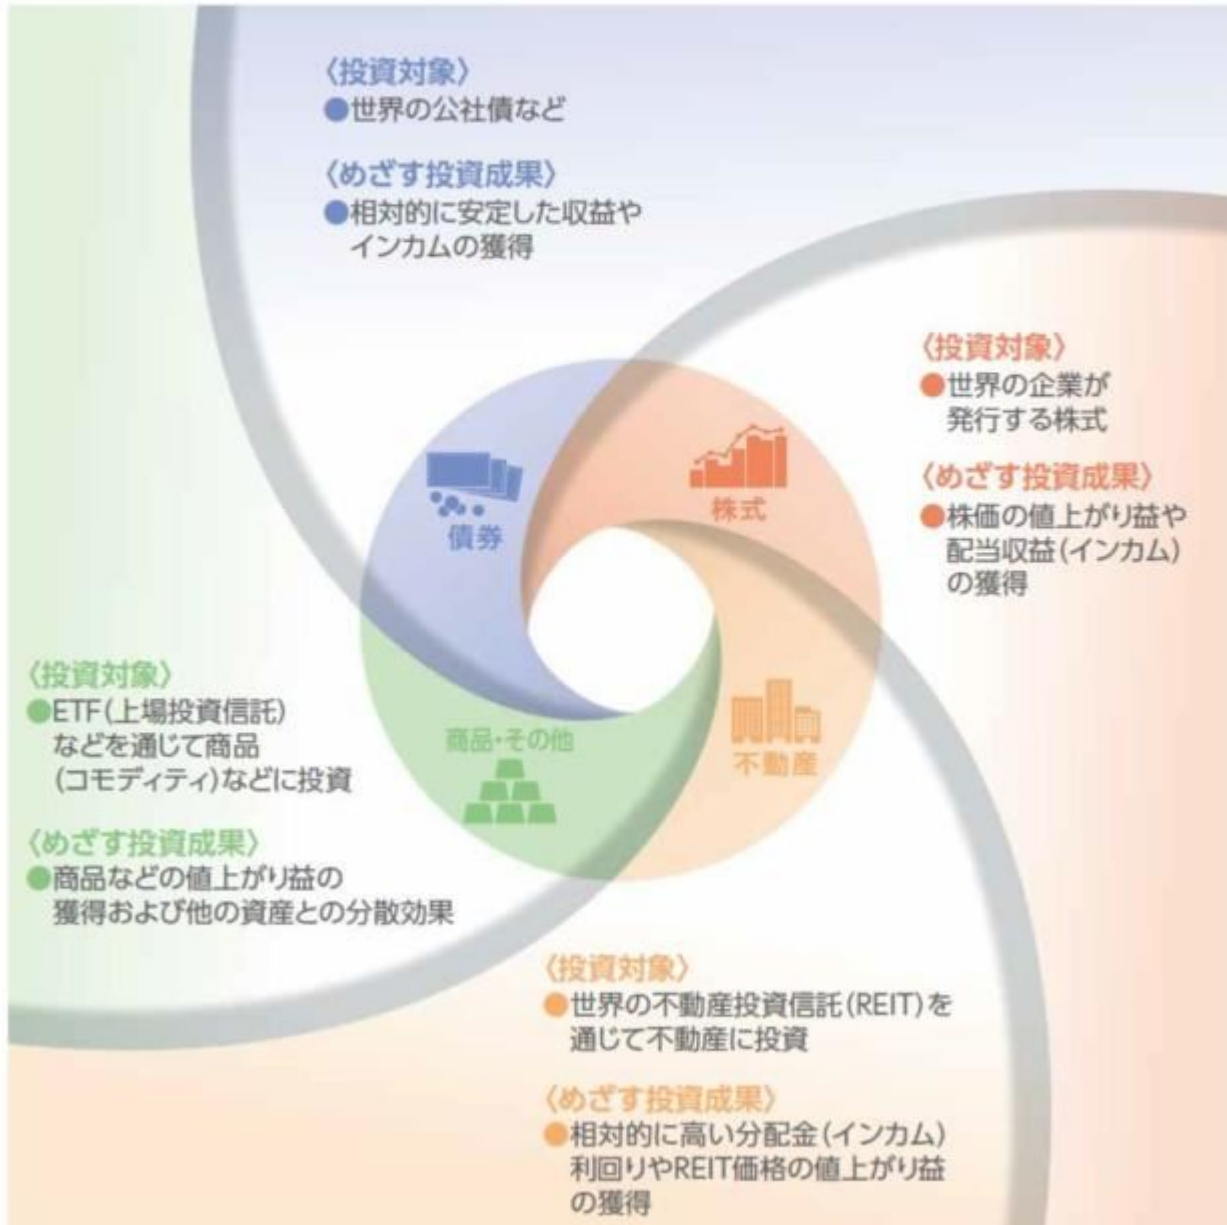 〈投資対象〉
●世界の公社債など
〈めざす投資成果〉
●相対的に安定した収益や
インカムの獲得
〈投資対象〉
●世界の企業が
発行する株式
〈めざす投資成果〉
●株価の値上がり益や
配当収益(インカム)
の獲得
債券
株式
商品・その他
不動産
〈投資対象〉
●ETF(上場投資信託)
などを通じて商品
(コモディティ)などに投資
〈めざす投資成果〉
●商品などの値上がり益の
獲得および他の資産との分散効果
〈投資対象〉
●世界の不動産投資信託(REIT)を
通じて不動産に投資
〈めざす投資成果〉
●相対的に高い分配金(インカム)
利回りやREIT価格の値上がり益
の獲得